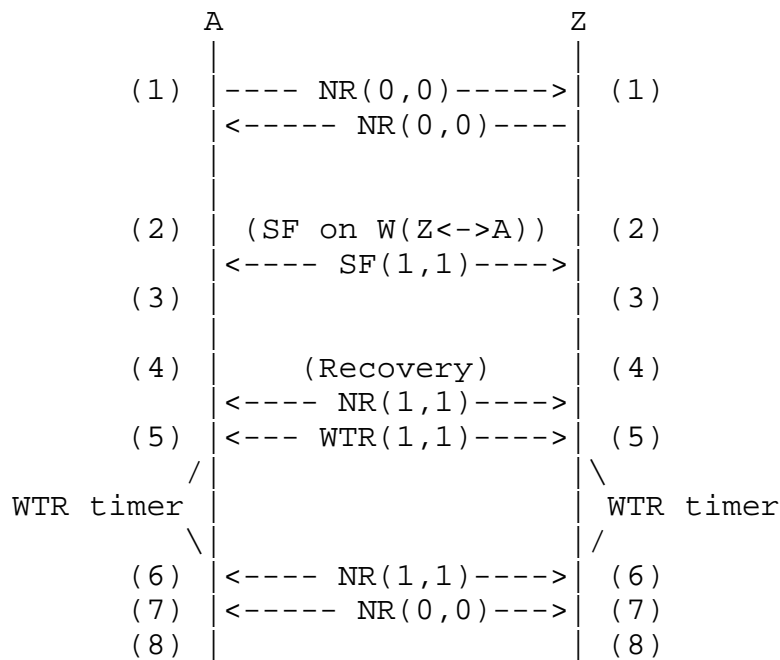 A                     Z
                 |                     |
           (1)   |---- NR(0,0)----->|   (1)
                 |<----- NR(0,0)----|
                 |                     |
                 |                     |
           (2)   | (SF on W(Z<->A)) |   (2)
                 |<---- SF(1,1)---->|
           (3)   |                     |   (3)
                 |                     |
           (4)   |    (Recovery)    |   (4)
                 |<---- NR(1,1)---->|
           (5)   |<--- WTR(1,1)---->|   (5)
                /|                     |\
       WTR timer |                     | WTR timer
                \|                     |/
           (6)   |<---- NR(1,1)---->|   (6)
           (7)   |<----- NR(0,0)--->|   (7)
           (8)   |                     |   (8)